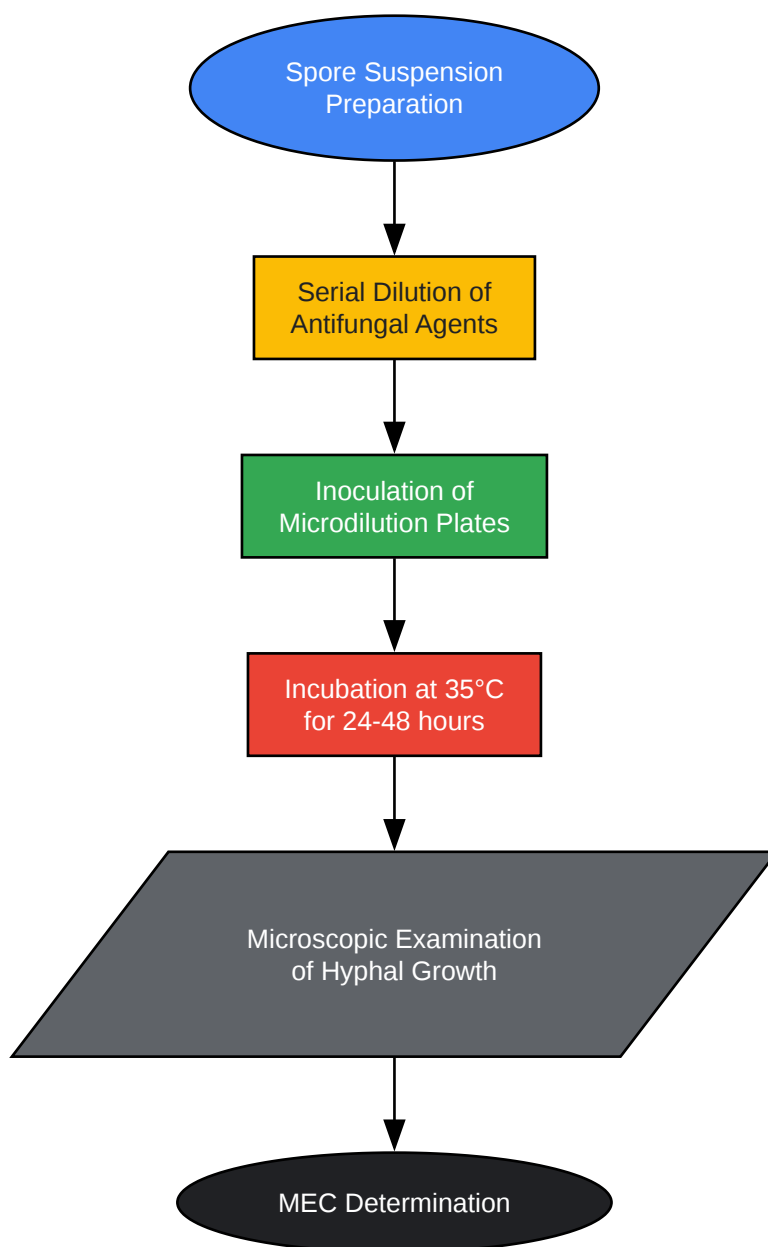 Spore Suspension
Preparation
Serial Dilution of
Antifungal Agents
Inoculation of
Microdilution Plates
Incubation at 35°C
for 24-48 hours
Microscopic Examination
of Hyphal Growth
MEC Determination